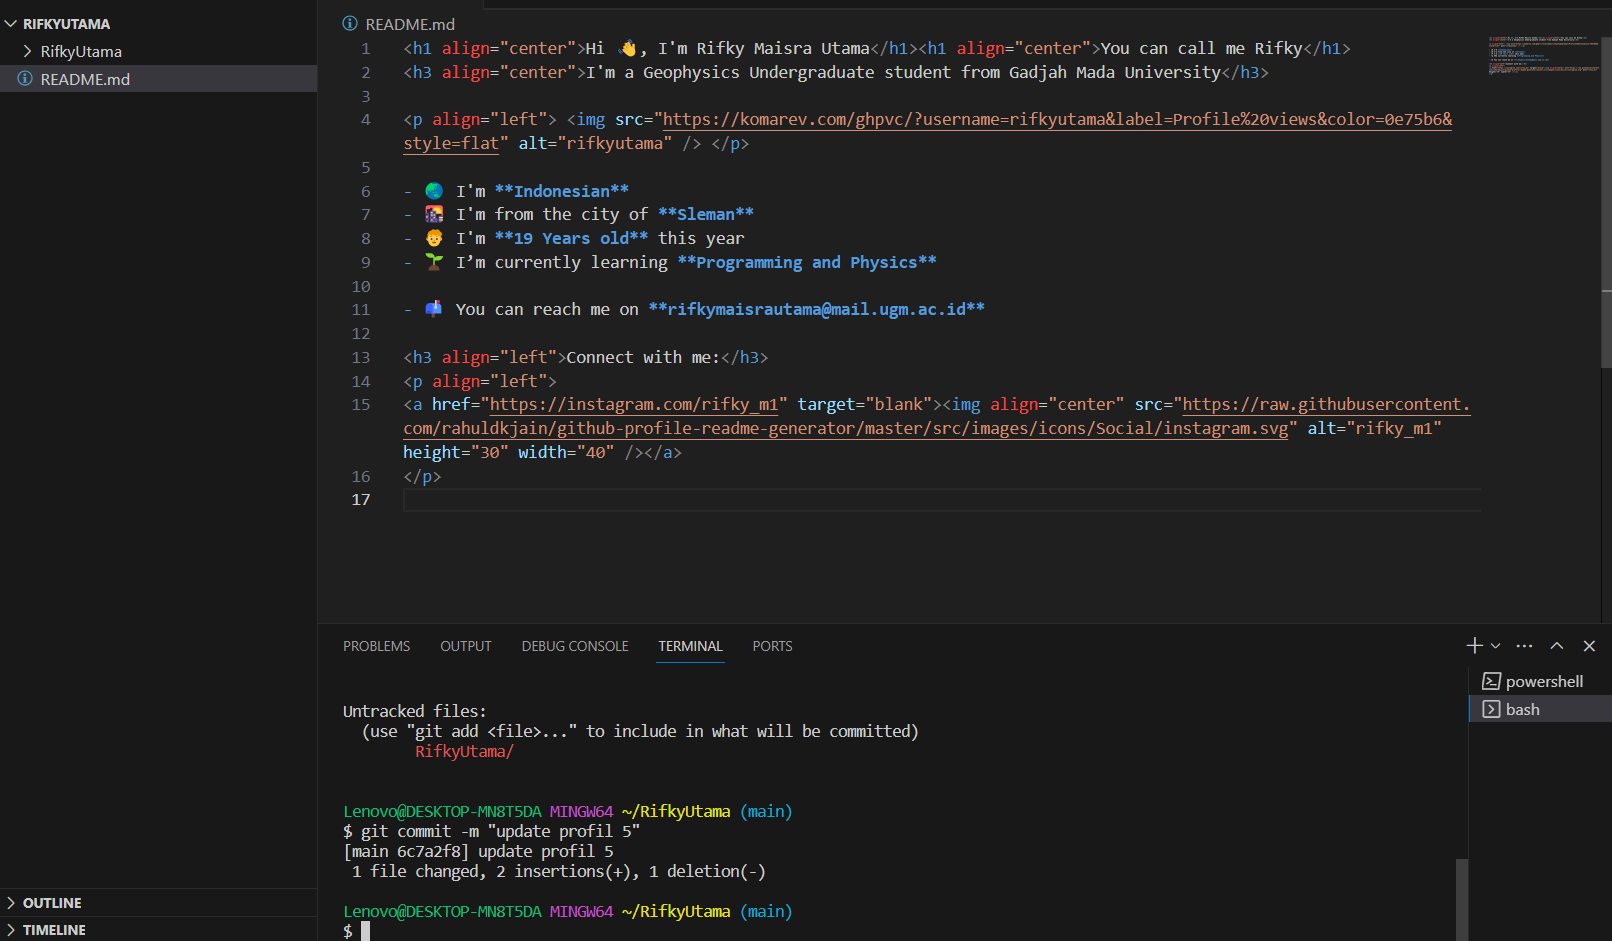 RIFKYUTAMA
RifkyUtama
README.md
OUTLINE
TIMELINE
README.md
1 <h1 align="center">Hi 👋, I'm Rifky Maisra Utama</h1><h1 align="center">You can call me Rifky</h1>
2 <h3 align="center">I'm a Geophysics Undergraduate student from Gadjah Mada University</h3>
3
4 <p align="left"> <img src="https://komarev.com/ghpvc/?username=rifkyutama&label=Profile%20views&color=0e75b6&
style=flat" alt="rifkyutama" /> </p>
5
6 - 🌏 I'm **Indonesian**
7 - 🌇 I'm from the city of **Sleman**
8 - 🧑 I'm **19 Years old** this year
9 - 🌱 I’m currently learning **Programming and Physics**
10
11 - 📫 You can reach me on **rifkymaisrautama@mail.ugm.ac.id**
12
13 <h3 align="left">Connect with me:</h3>
14 <p align="left">
15 <a href="https://instagram.com/rifky_m1" target="blank"><img align="center" src="https://raw.githubusercontent.
com/rahuldkjain/github-profile-readme-generator/master/src/images/icons/Social/instagram.svg" alt="rifky_m1"
height="30" width="40" /></a>
16 </p>
17
PROBLEMS OUTPUT DEBUG CONSOLE TERMINAL PORTS
Untracked files:
(use "git add <file>..." to include in what will be committed)
RifkyUtama/
Lenovo@DESKTOP-MN8T5DA MINGW64 ~/RifkyUtama (main)
$ git commit -m "update profil 5"
[main 6c7a2f8] update profil 5
1 file changed, 2 insertions(+), 1 deletion(-)
Lenovo@DESKTOP-MN8T5DA MINGW64 ~/RifkyUtama (main)
$
powershell
bash